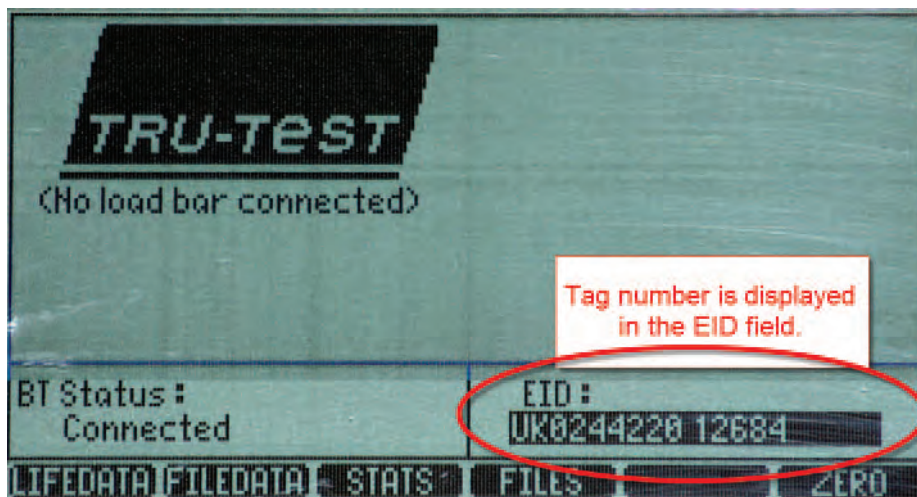 TRU-TEST
(No load bar connected)
Tag number is displayed
in the EID field.
BT Status:
Connected
EID:
UK0244220 12684
LIFEDATA FILEDATA STATS FILES ZERO